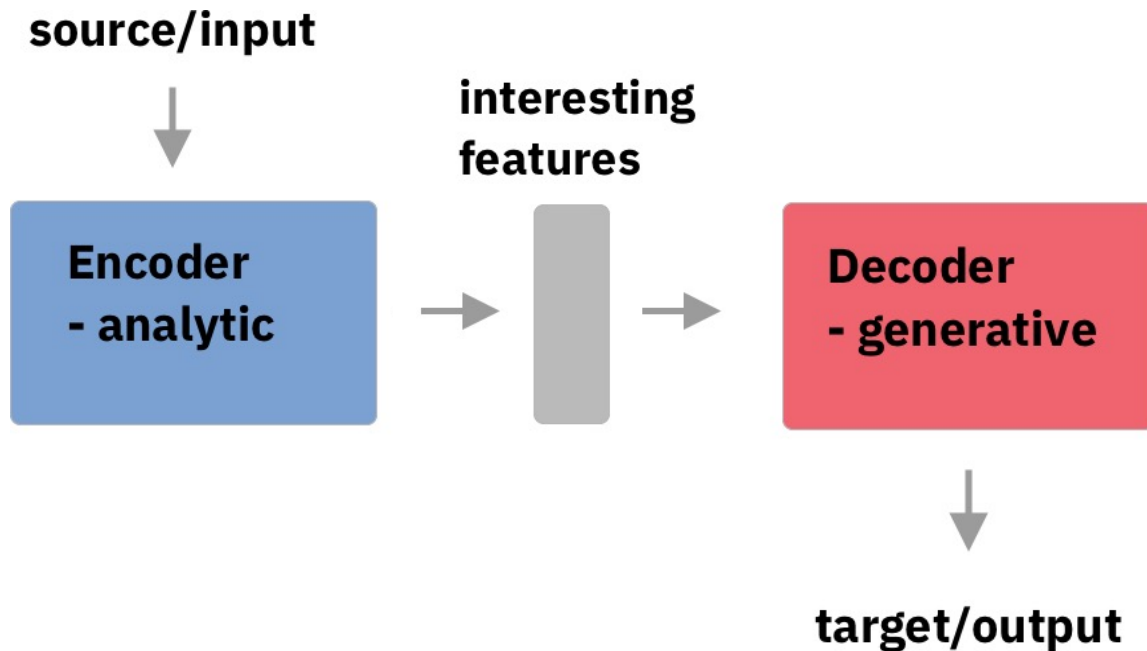 source/input
interesting
features
Encoder
- analytic
Decoder
- generative
target/output